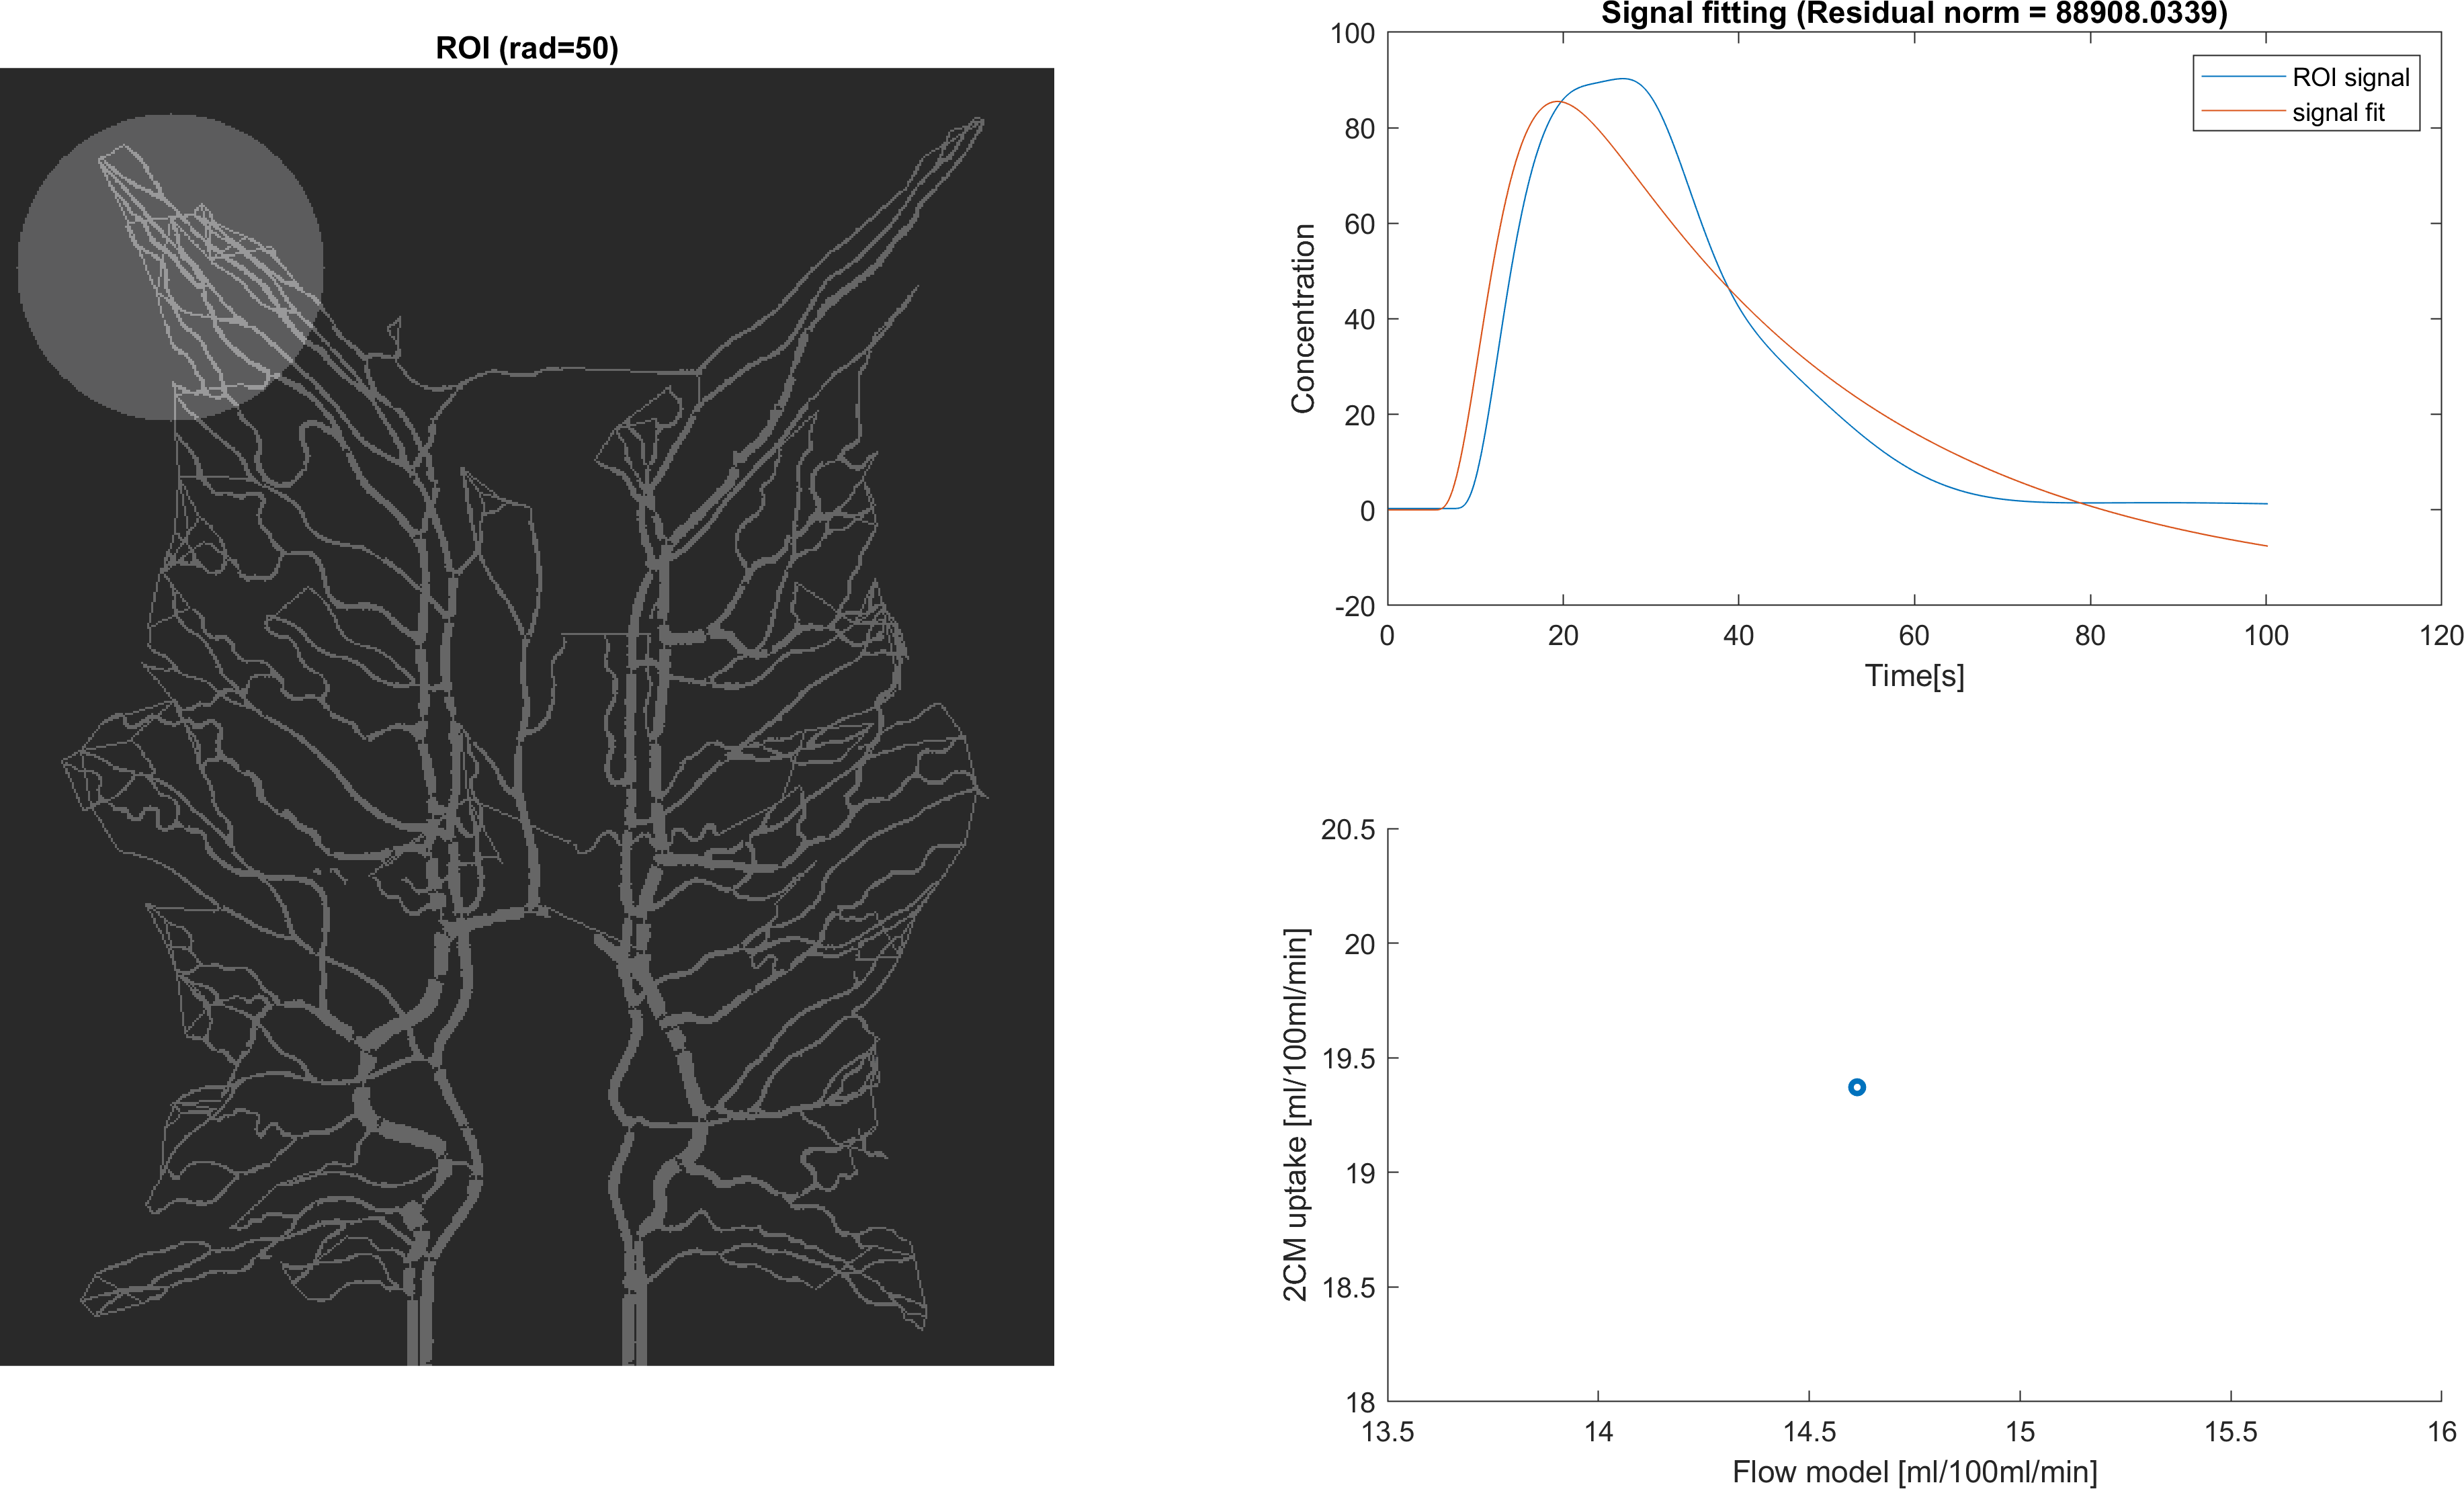 ROI (rad=50)
Signal fitting (Residual norm = 88908.0339)
100
80
60
40
20
0
-20
Concentration
ROI signal
signal fit
0 20 40 60 80 100 120
Time[s]
20.5
20
19.5
19
18.5
18
2CM uptake [ml/100ml/min]
13.5 14 14.5 15 15.5 16
Flow model [ml/100ml/min]